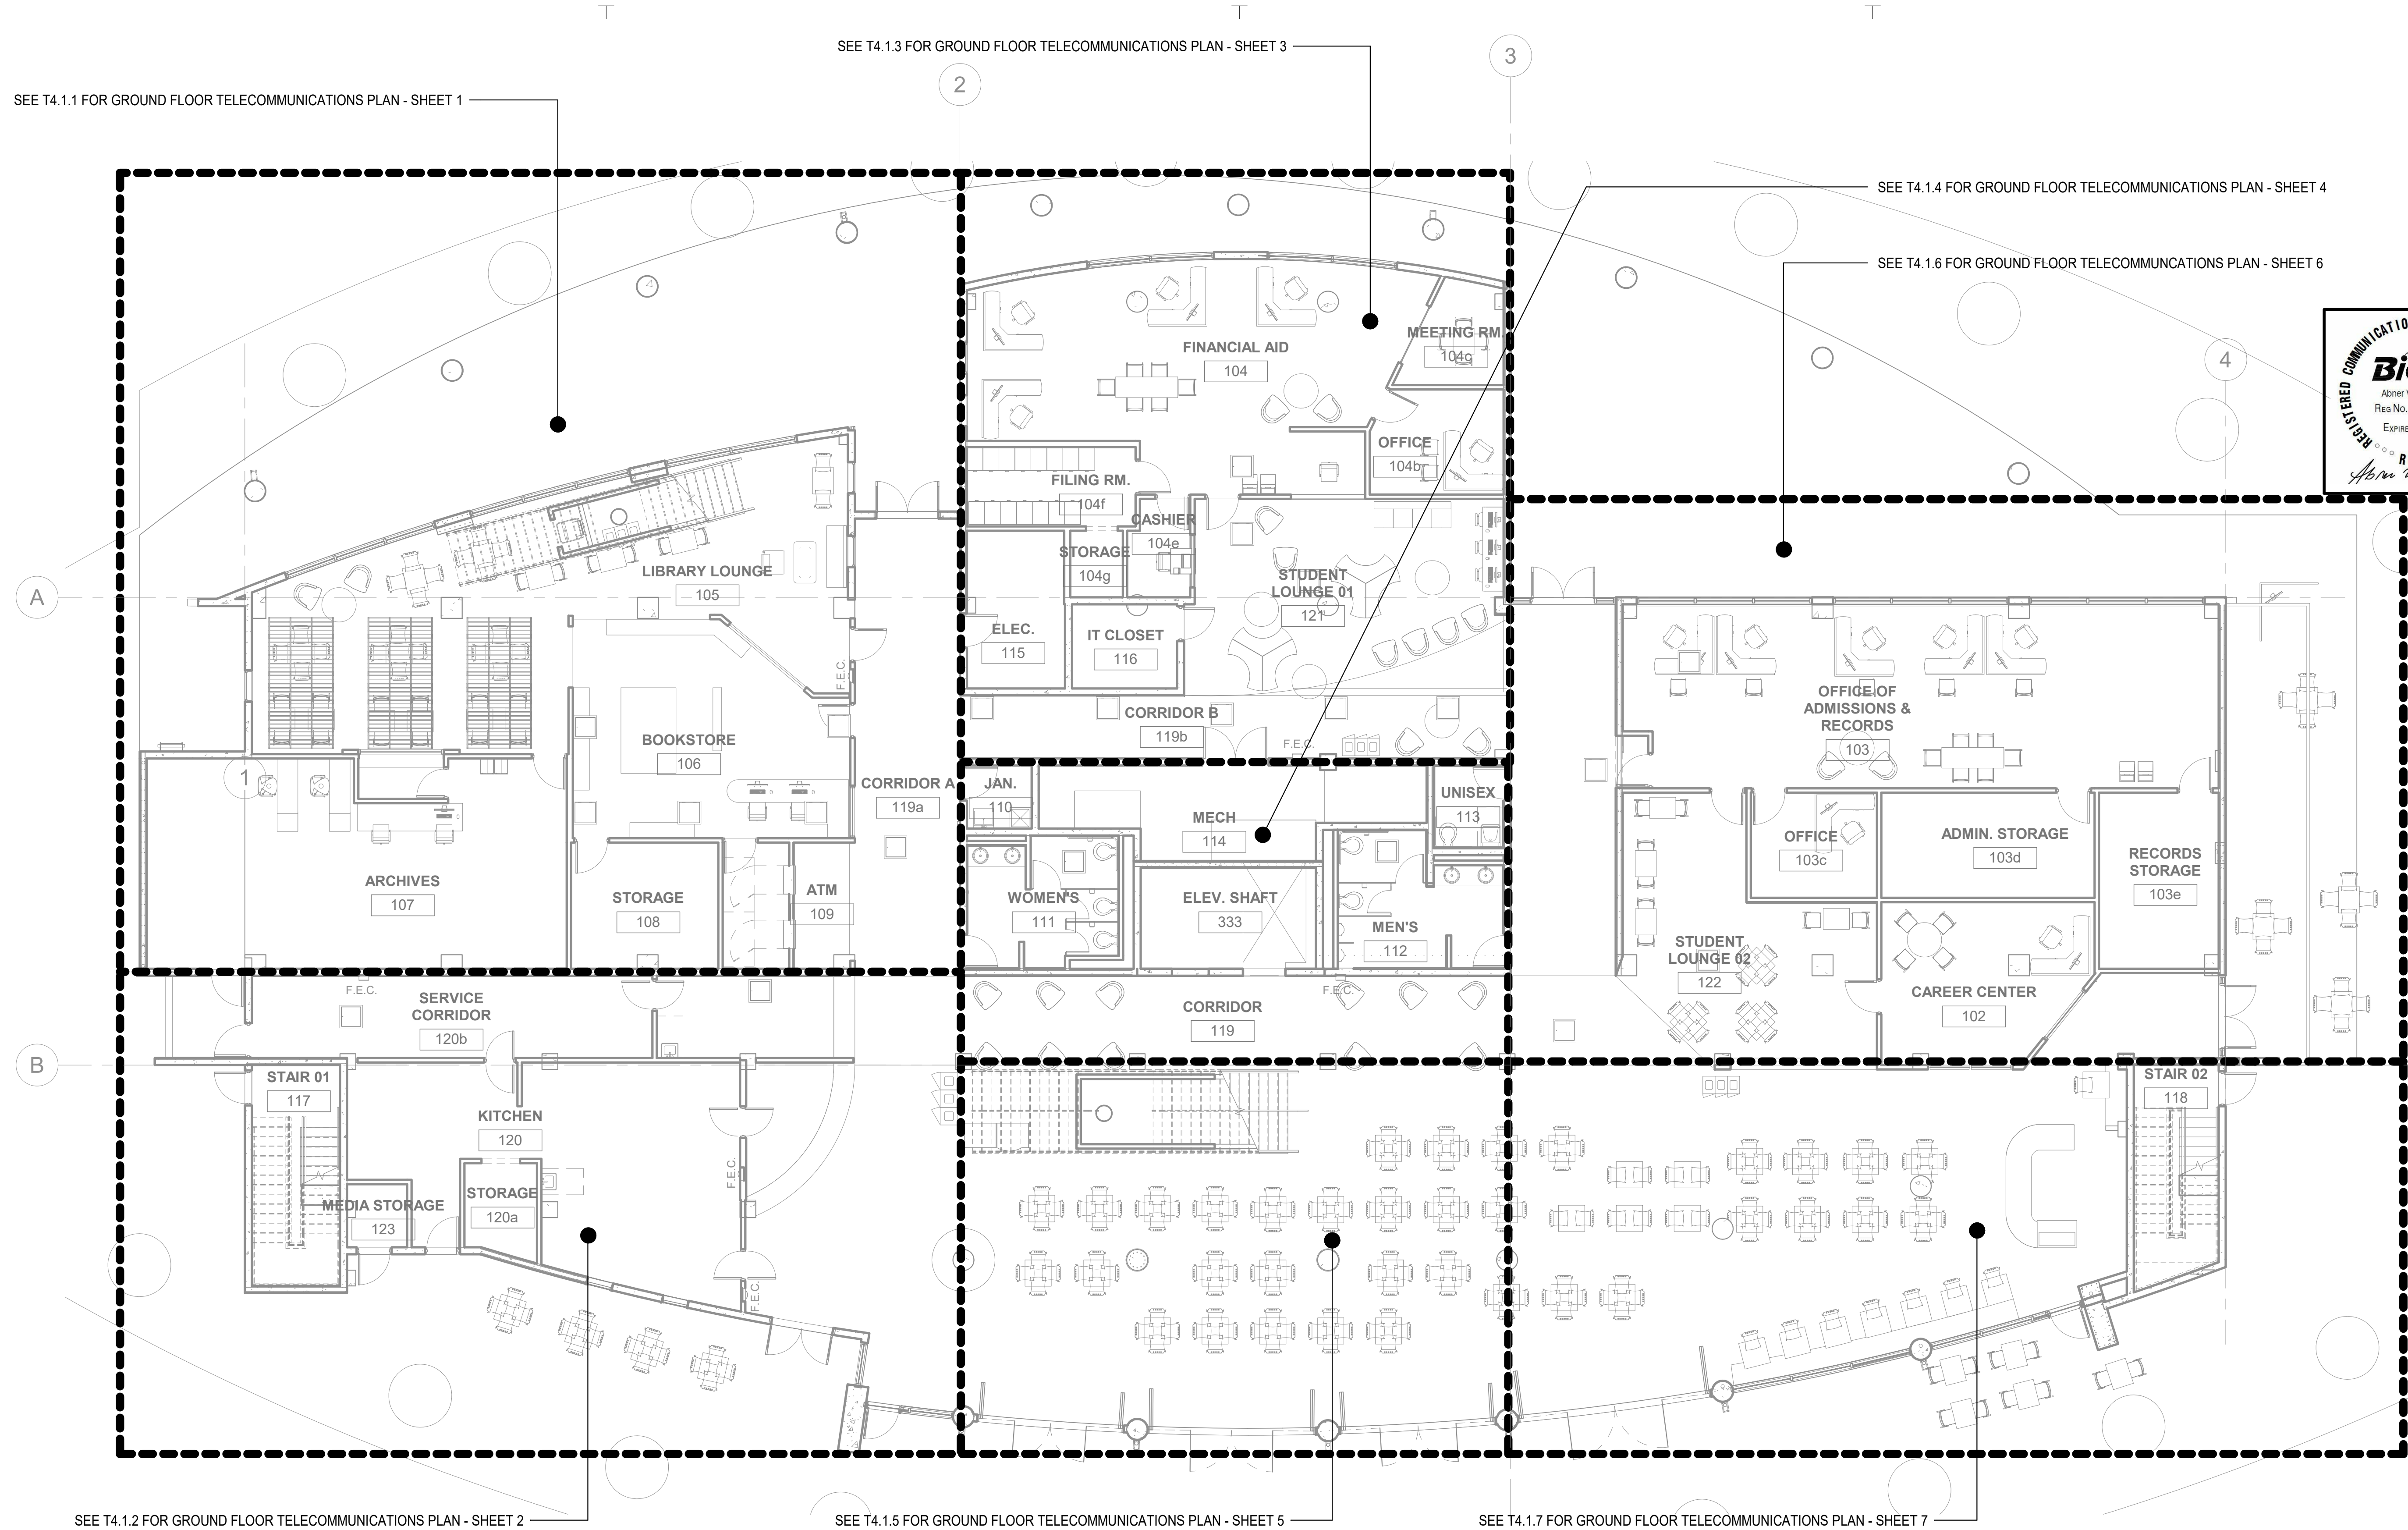 SEE T4.1.3 FOR GROUND FLOOR TELECOMMUNICATIONS PLAN - SHEET 3
3
2
SEE T4.1.1 FOR GROUND FLOOR TELECOMMUNICATIONS PLAN - SHEET 1
SEE T4.1.4 FOR GROUND FLOOR TELECOMMUNICATIONS PLAN - SHEET 4
SEE T4.1.6 FOR GROUND FLOOR TELECOMMUNCATIONS PLAN - SHEET 6
REGISTERED
Abner
REG NO.
4
MEETING RM.
FINANCIAL AID
104
OFFICE
104b
FILING RM.
104f
CASHIER
104e
STORAGE
104g
LIBRARY LOUNGE
105
STUDENT
LOUNGE 01
121
A
ELEC.
115
IT CLOSET
116
F.E.C.
OFFICE OF
ADMISSIONS &
RECORDS
103
CORRIDOR B
119b
F.E.C.
BOOKSTORE
106
1
CORRIDOR A
119a
JAN.
110
MECH
114
UNISEX
113
OFFICE
103c
ADMIN. STORAGE
103d
RECORDS
STORAGE
103e
ARCHIVES
107
STORAGE
108
ATM
109
WOMEN'S
111
ELEV. SHAFT
333
MEN'S
112
STUDENT
LOUNGE 02
122
F.E.C.
SERVICE
CORRIDOR
120b
F.E.C.
CORRIDOR
119
CAREER CENTER
102
B
STAIR 01
117
KITCHEN
120
STAIR 02
118
F.E.C.
STORAGE
120a
MEDIA STORAGE
123
F.E.C.
SEE T4.1.2 FOR GROUND FLOOR TELECOMMUNICATIONS PLAN - SHEET 2
SEE T4.1.5 FOR GROUND FLOOR TELECOMMUNICATIONS PLAN - SHEET 5
SEE T4.1.7 FOR GROUND FLOOR TELECOMMUNICATIONS PLAN - SHEET 7